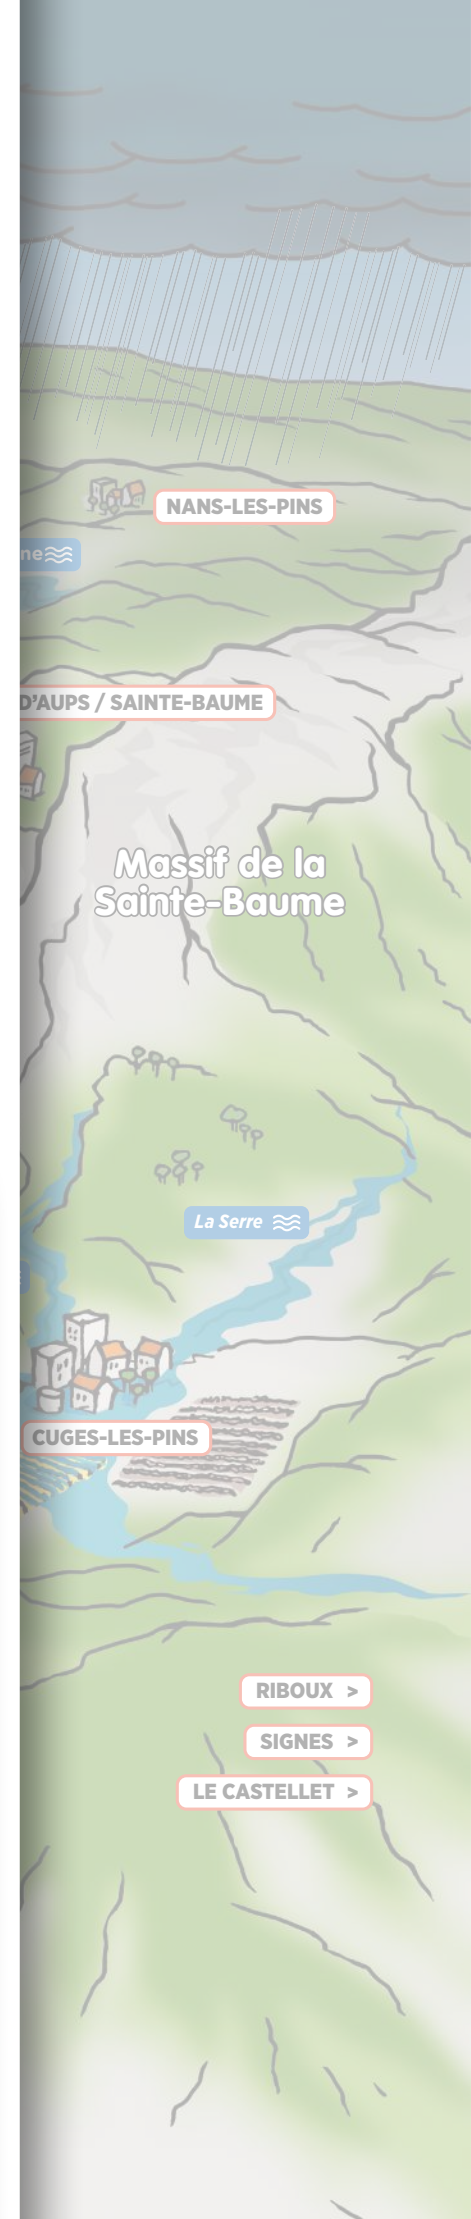 NANS-LES-PINS
ne
D'AUPS / SAINTE-BAUME
Massif de la
Sainte-Baume
La Serre
CUGES-LES-PINS
RIBOUX >
SIGNES >
LE CASTELLET >